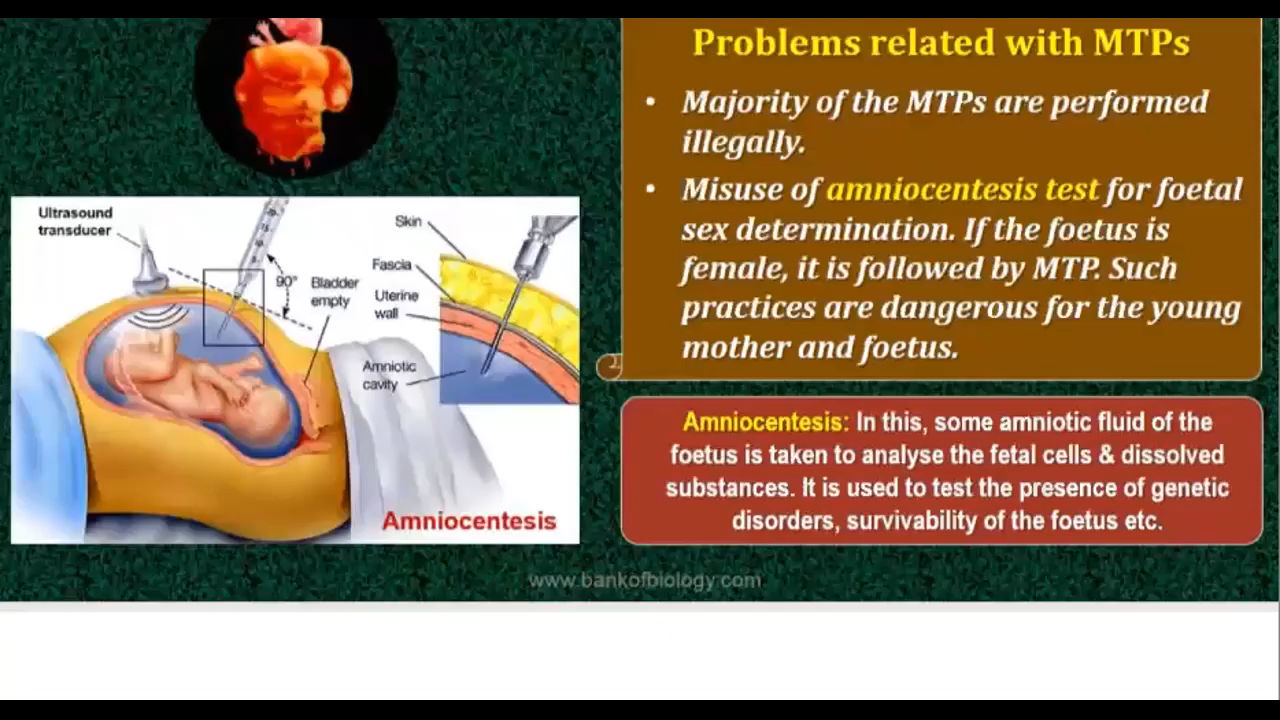 Problems related with MTPs
• Majority of the MTPs are performed
illegally.
• Misuse of amniocentesis test for foetal
sex determination. If the foetus is
female, it is followed by MTP. Such
practices are dangerous for the young
mother and foetus.
Ultrasound
transducer
90°
Bladder
empty
Skin
Fascia
Uterine
wall
Amniotic
cavity
Amniocentesis
Amniocentesis: In this, some amniotic fluid of the
foetus is taken to analyse the fetal cells & dissolved
substances. It is used to test the presence of genetic
disorders, survivability of the foetus etc.
www.bankofbiology.com